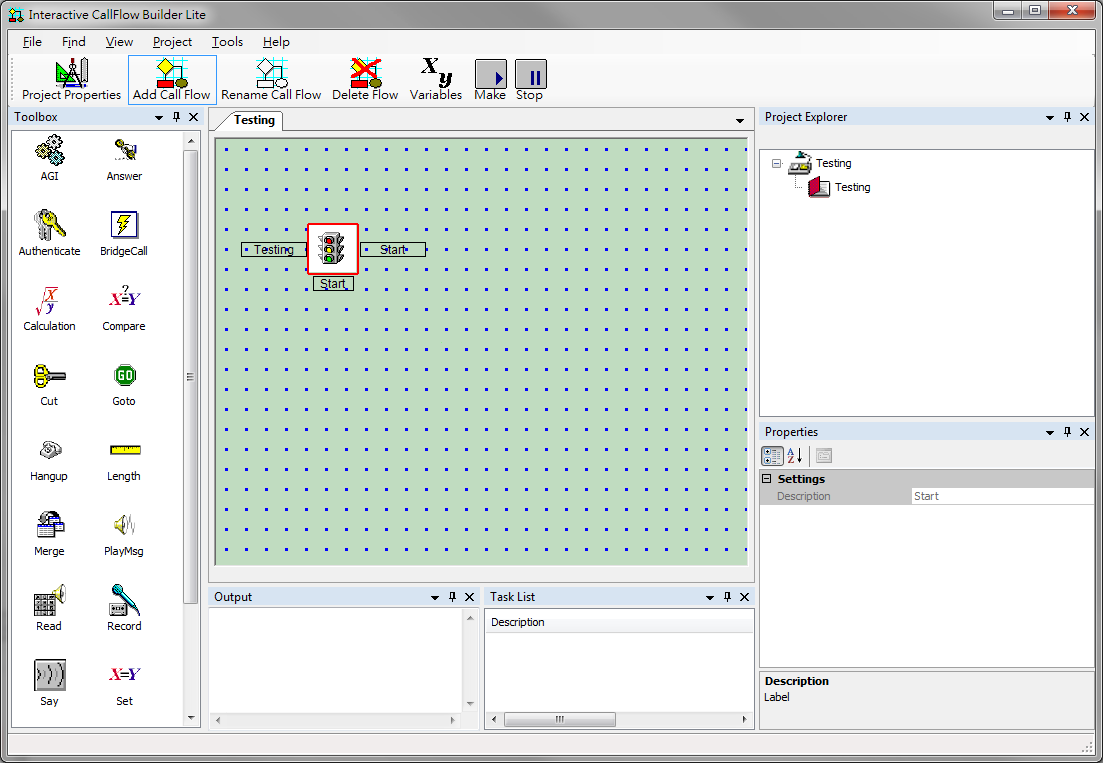 Interactive CallFlow Builder Lite
File Find View Project Tools Help
Project Properties Add Call Flow Rename Call Flow Delete Flow Variables Make Stop
Toolbox
AGI Answer
Authenticate BridgeCall
Calculation Compare
Cut Goto
Hangup Length
Merge PlayMsg
Read Record
Say Set
Testing
Testing Start
Start
Output
Task List
Description
Project Explorer
Testing
Testing
Properties
Settings
Description Start
Description
Label